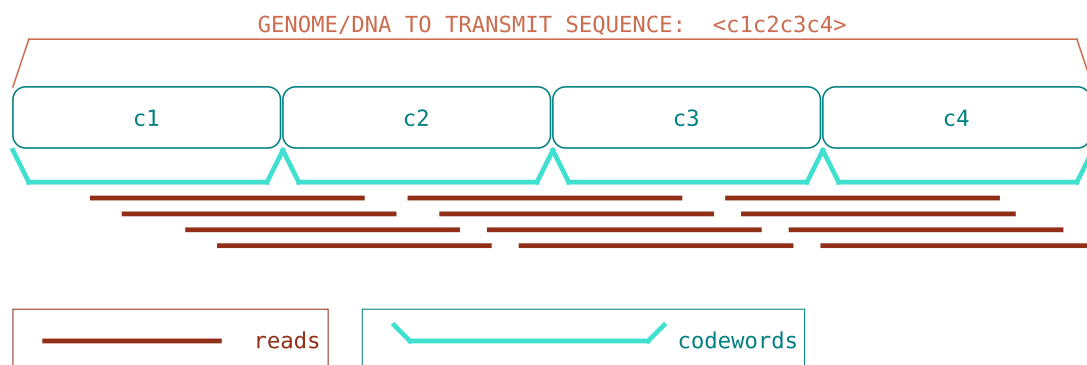 GENOME/DNA TO TRANSMIT SEQUENCE:  <c1c2c3c4>
c1 c2 c3 c4
reads codewords